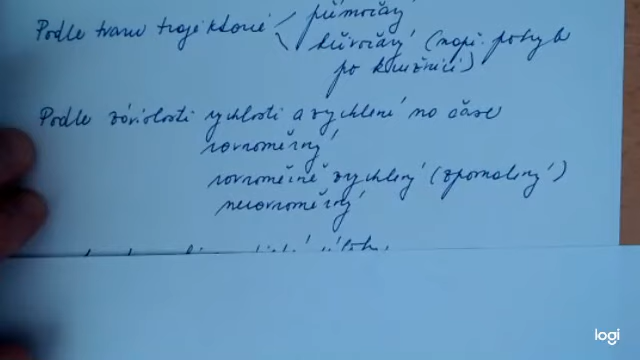 Podle tvaru trajektorie přímočarý
křivočarý (např. pohyb
po kružnici)
Podle závislosti rychlosti a zrychlení na čase
rovnoměrný
rovnoměrně zrychlený (zpomalený)
nerovnoměrný
logi